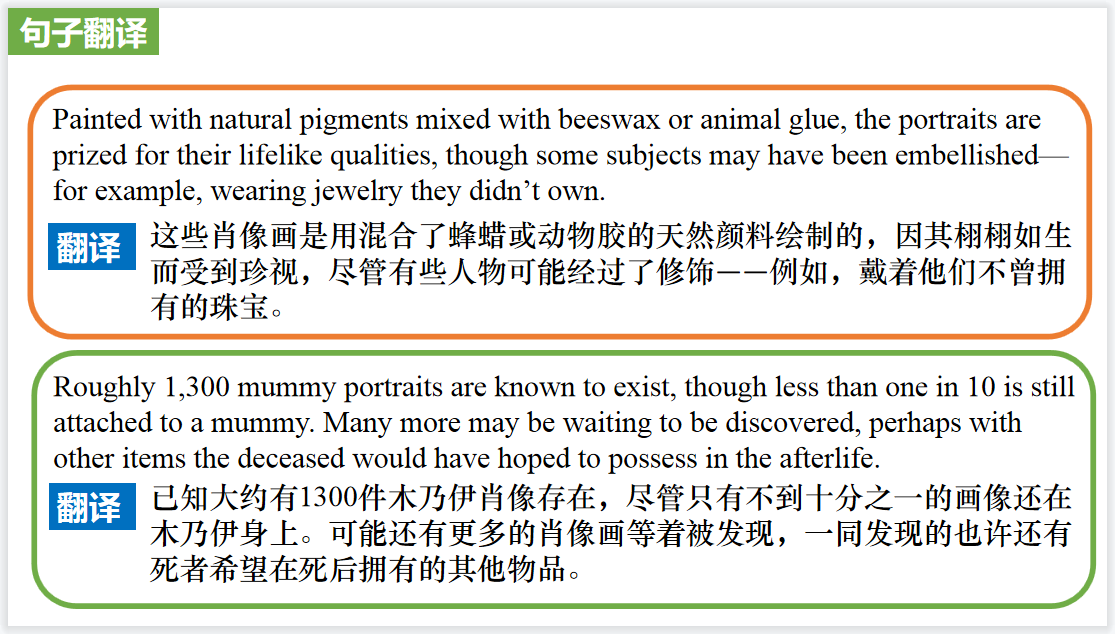 句子翻译
Painted with natural pigments mixed with beeswax or animal glue, the portraits are
prized for their lifelike qualities, though some subjects may have been embellished—
for example, wearing jewelry they didn’t own.
翻译
这些肖像画是用混合了蜂蜡或动物胶的天然颜料绘制的，因其栩栩如生
而受到珍视，尽管有些人物可能经过了修饰——例如，戴着他们不曾拥
有的珠宝。
Roughly 1,300 mummy portraits are known to exist, though less than one in 10 is still
attached to a mummy. Many more may be waiting to be discovered, perhaps with
other items the deceased would have hoped to possess in the afterlife.
翻译
已知大约有1300件木乃伊肖像存在，尽管只有不到十分之一的画像还在
木乃伊身上。可能还有更多的肖像画等着被发现，一同发现的也许还有
死者希望在死后拥有的其他物品。